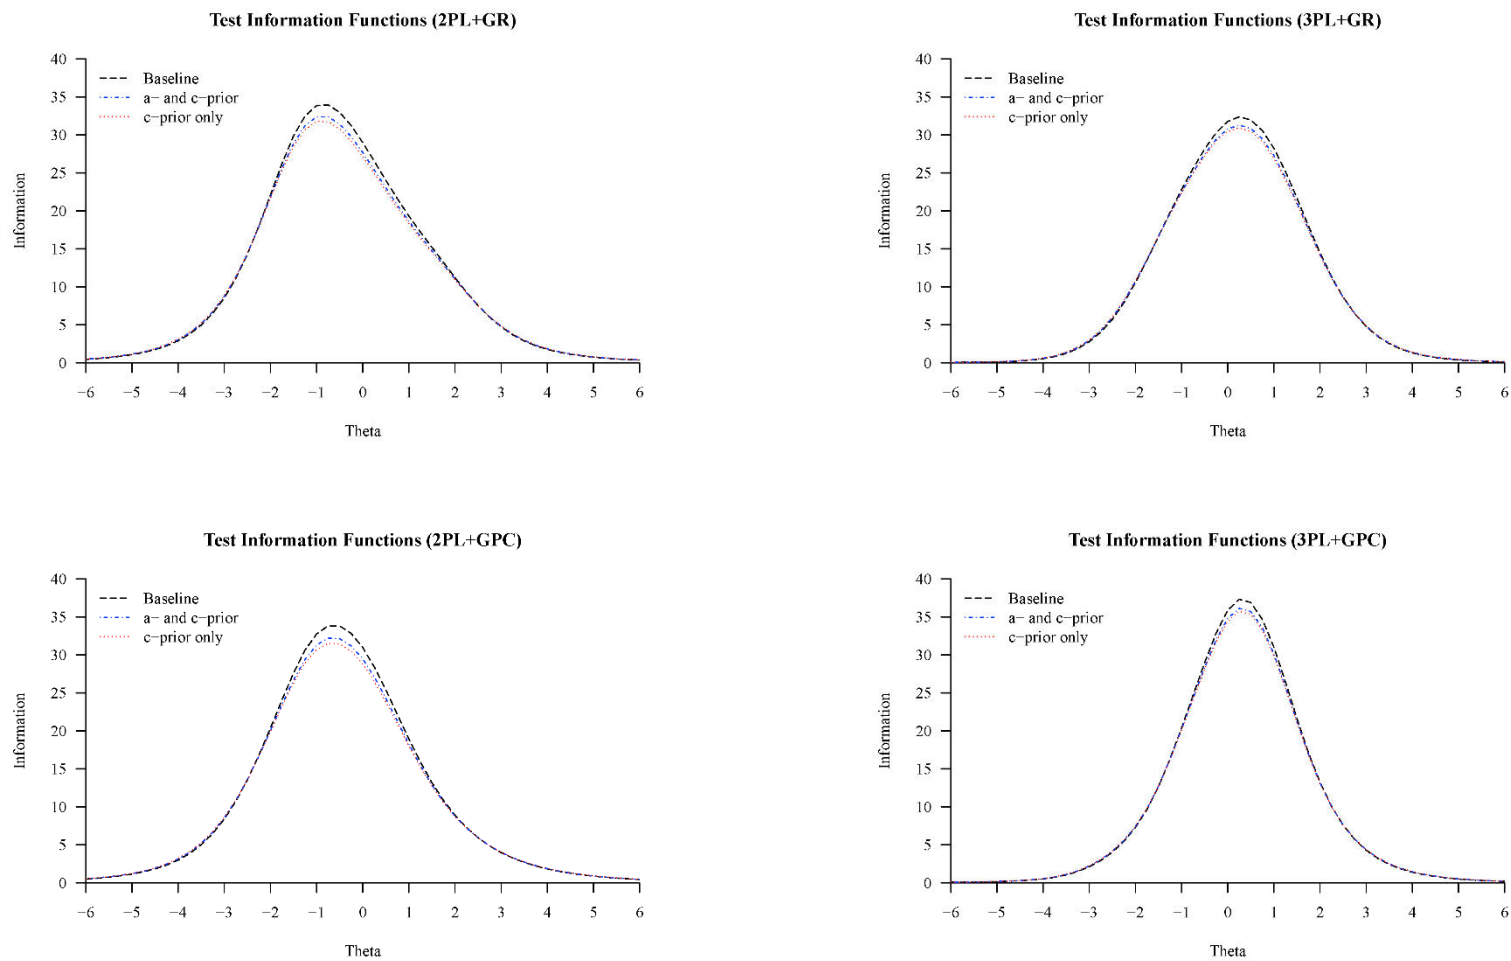 Test Information Functions (2PL+GR)
40
35
30
25
20
15
10
5
0
Information
Baseline
a− and c−prior
c−prior only
−6 −5 −4 −3 −2 −1 0 1 2 3 4 5 6
Theta
Test Information Functions (3PL+GR)
40
35
30
25
20
15
10
5
0
Information
Baseline
a− and c−prior
c−prior only
−6 −5 −4 −3 −2 −1 0 1 2 3 4 5 6
Theta
Test Information Functions (2PL+GPC)
40
35
30
25
20
15
10
5
0
Information
Baseline
a− and c−prior
c−prior only
−6 −5 −4 −3 −2 −1 0 1 2 3 4 5 6
Theta
Test Information Functions (3PL+GPC)
40
35
30
25
20
15
10
5
0
Information
Baseline
a− and c−prior
c−prior only
−6 −5 −4 −3 −2 −1 0 1 2 3 4 5 6
Theta